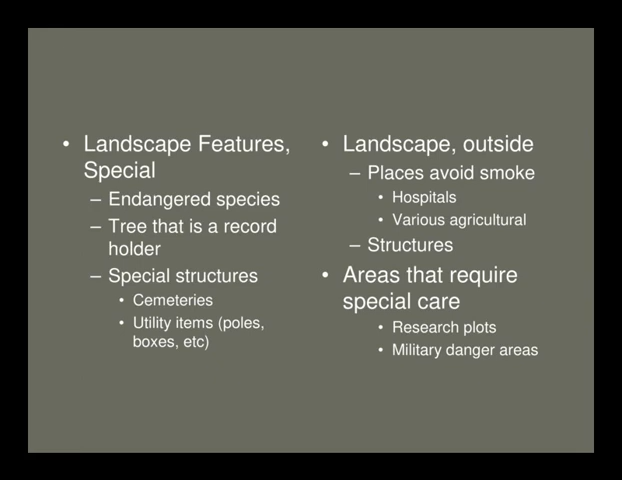 • Landscape Features,
Special
– Endangered species
– Tree that is a record
holder
– Special structures
• Cemeteries
• Utility items (poles,
boxes, etc)
• Landscape, outside
– Places avoid smoke
• Hospitals
• Various agricultural
– Structures
• Areas that require
special care
• Research plots
• Military danger areas